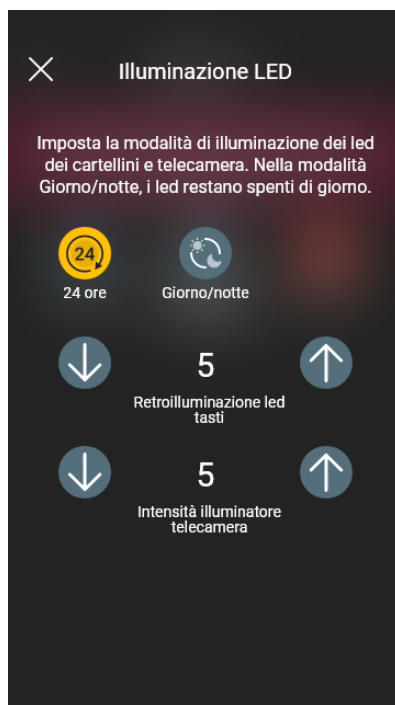 Illuminazione LED
Imposta la modalità di illuminazione dei led
dei cartellini e telecamera. Nella modalità
Giorno/notte, i led restano spenti di giorno.
24
24 ore
Giorno/notte
5
Retroilluminazione led
tasti
5
Intensità illuminatore
telecamera